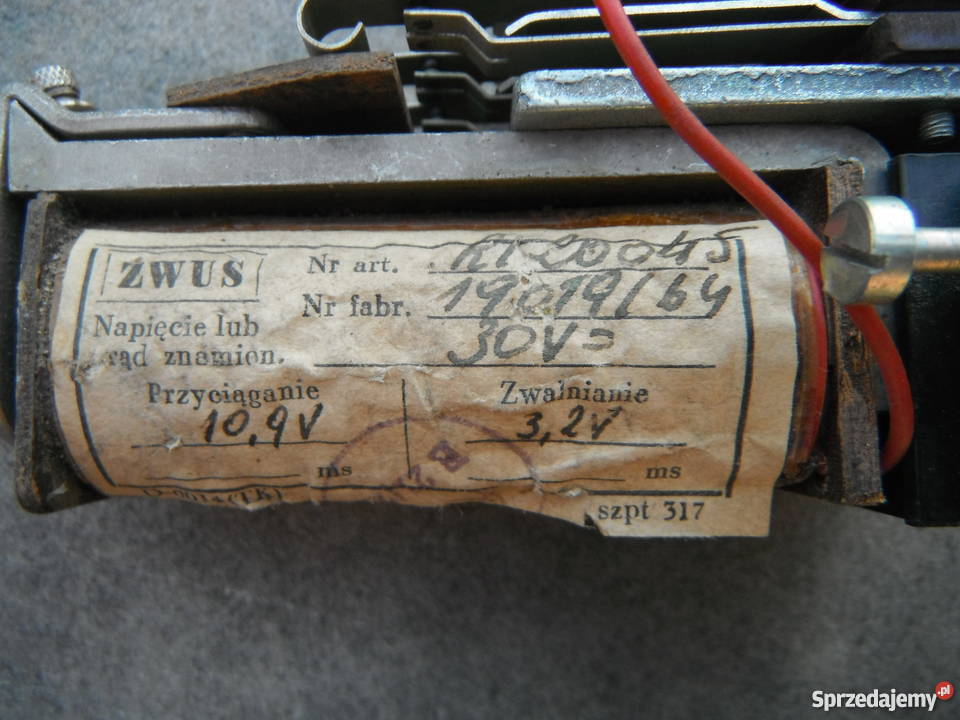 ZWUS
Nr art. RT 20045
Nr fabr. 19019/64
Napięcie lub
rąd znamion. 30V=
Przyciąganie Zwalnianie
10,9V 3,2V
ms ms
szpt 317
Sprzedajemy.pl